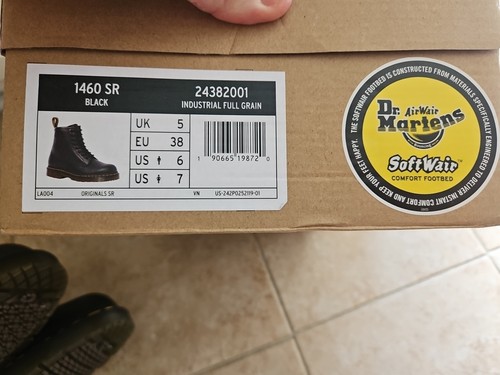 1460 SR
BLACK
24382001
INDUSTRIAL FULL GRAIN
UK 5
EU 38
US 6
US 7
1 90665 19872 0
LA004
ORIGINALS SR
VN
US-242P0252119-01
THE SOFTWAIR FOOTBED IS CONSTRUCTED FROM MATERIALS SPECIFICALLY ENGINEERED TO DELIVER INSTANT COMFORT AND KEEP YOUR FEET HAPPY.
Dr. AirWair
Martens
SoftWair™
COMFORT FOOTBED